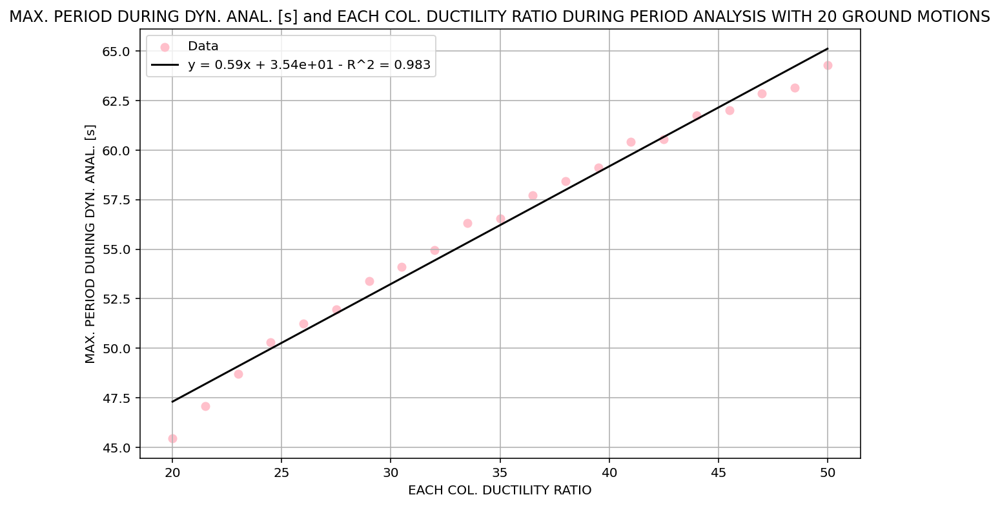 MAX. PERIOD DURING DYN. ANAL. [s] and EACH COL. DUCTILITY RATIO DURING PERIOD ANALYSIS WITH 20 GROUND MOTIONS
Data
y = 0.59x + 3.54e+01 - R^2 = 0.983
MAX. PERIOD DURING DYN. ANAL. [s]
65.0
62.5
60.0
57.5
55.0
52.5
50.0
47.5
45.0
20 25 30 35 40 45 50
EACH COL. DUCTILITY RATIO